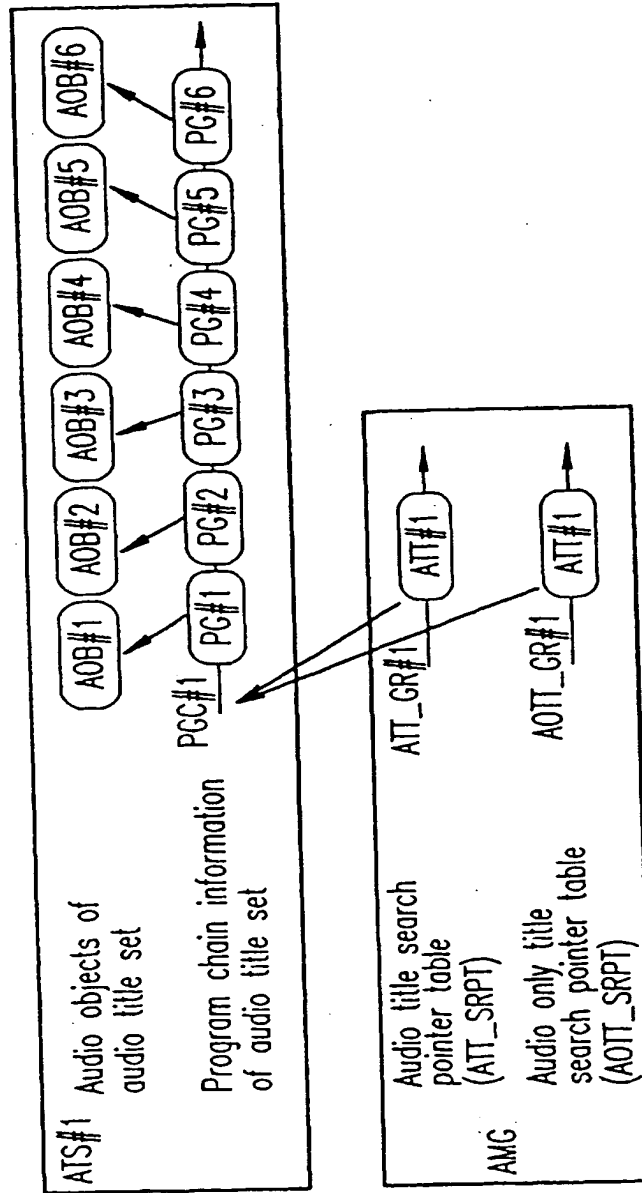 ATS#1
Audio objects of
audio title set
AOB#1 AOB#2 AOB#3 AOB#4 AOB#5 AOB#6
Program chain information
of audio title set
PGC#1
PG#1 PG#2 PG#3 PG#4 PG#5 PG#6
AMG
Audio title search
pointer table
(ATT_SRPT)
ATT_GR#1
ATT#1
Audio only title
search pointer table
(AOTT_SRPT)
AOTT_GR#1
ATT#1